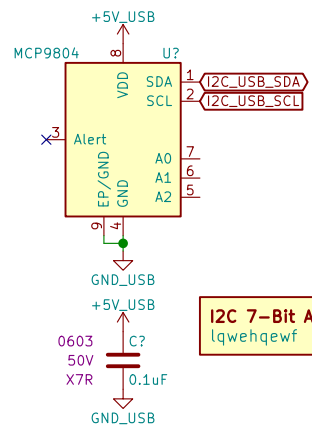 +5V_USB
MCP9804
U?
8
VDD
SDA
1
I2C_USB_SDA
SCL
2
I2C_USB_SCL
3
Alert
A0
7
A1
6
A2
5
EP/GND
GND
9
4
GND_USB
+5V_USB
0603
C?
50V
X7R
0.1uF
GND_USB
I2C 7-Bit A
lqwehqewf